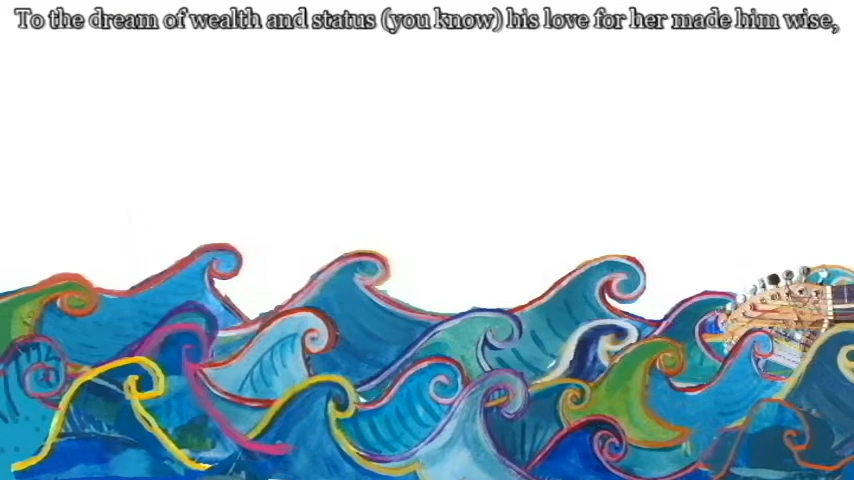 To the dream of wealth and status (you know) his love for her made him wise,